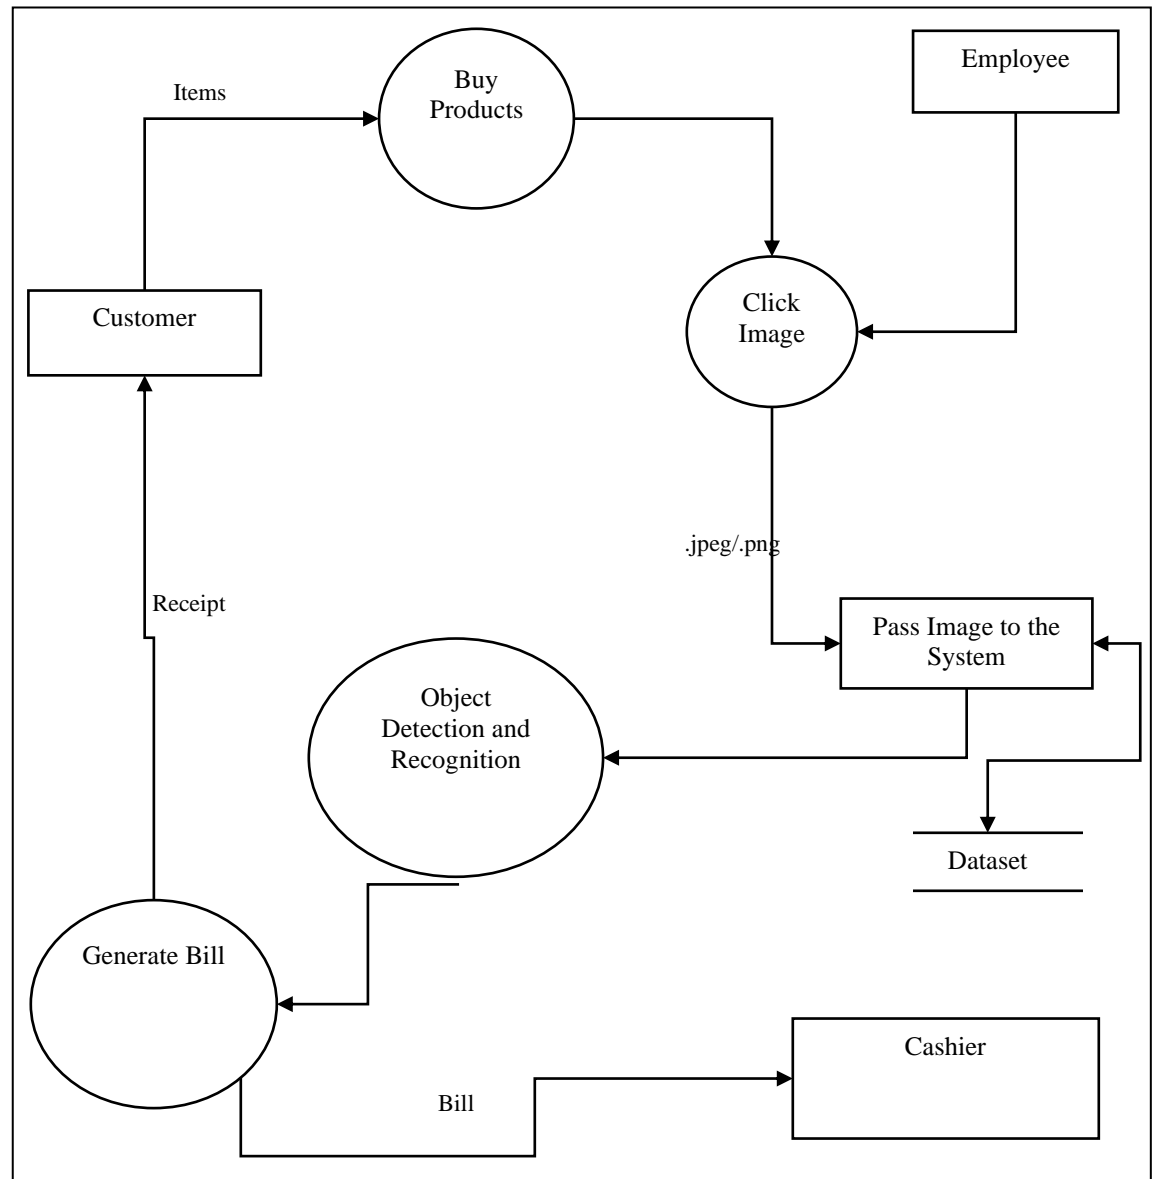 Buy
Products
Employee
Items
Click
Image
Customer
.jpeg/.png
Receipt
Pass Image to the
System
Object
Detection and
Recognition
Dataset
Generate Bill
Cashier
Bill